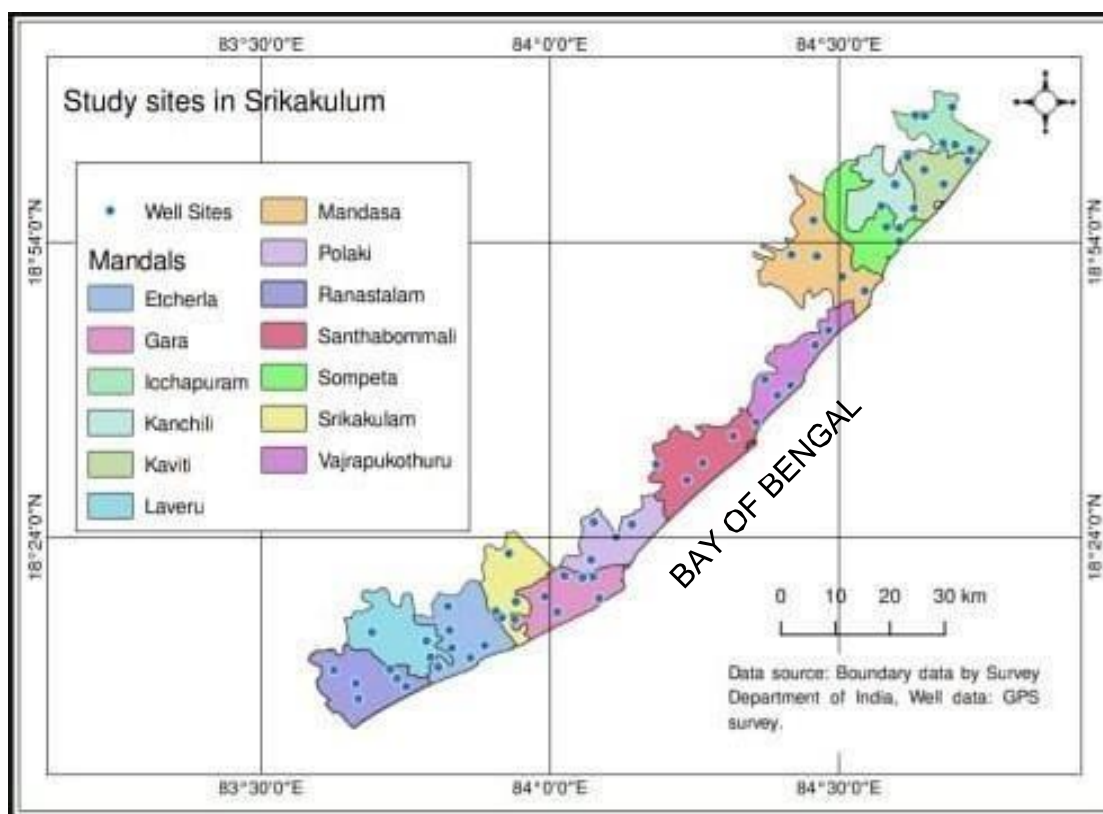 83°30'0"E 84°0'0"E 84°30'0"E
Study sites in Srikakulum
Well Sites
Mandals
Etcherla
Gara
Icchapuram
Kanchili
Kaviti
Laveru
Mandasa
Polaki
Ranastalam
Santhabommali
Sompeta
Srikakulam
Vajrapukothuru
18°54'0"N
18°54'0"N
18°24'0"N
18°24'0"N
BAY OF BENGAL
0 10 20 30 km
Data source: Boundary data by Survey
Department of India, Well data: GPS
survey.
83°30'0"E 84°0'0"E 84°30'0"E